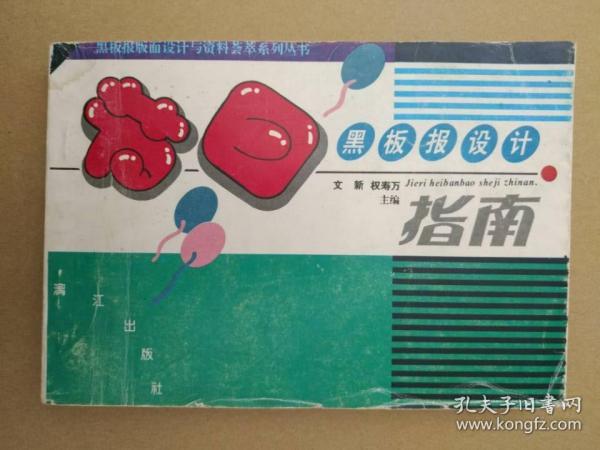 黑板报版面设计与资料荟萃系列丛书
节日
黑板报设计
Jieri heibanbao sheji zhinan.
文 新 权寿万
主编
指南
漓江出版社
孔夫子旧书网
www.kongfz.com